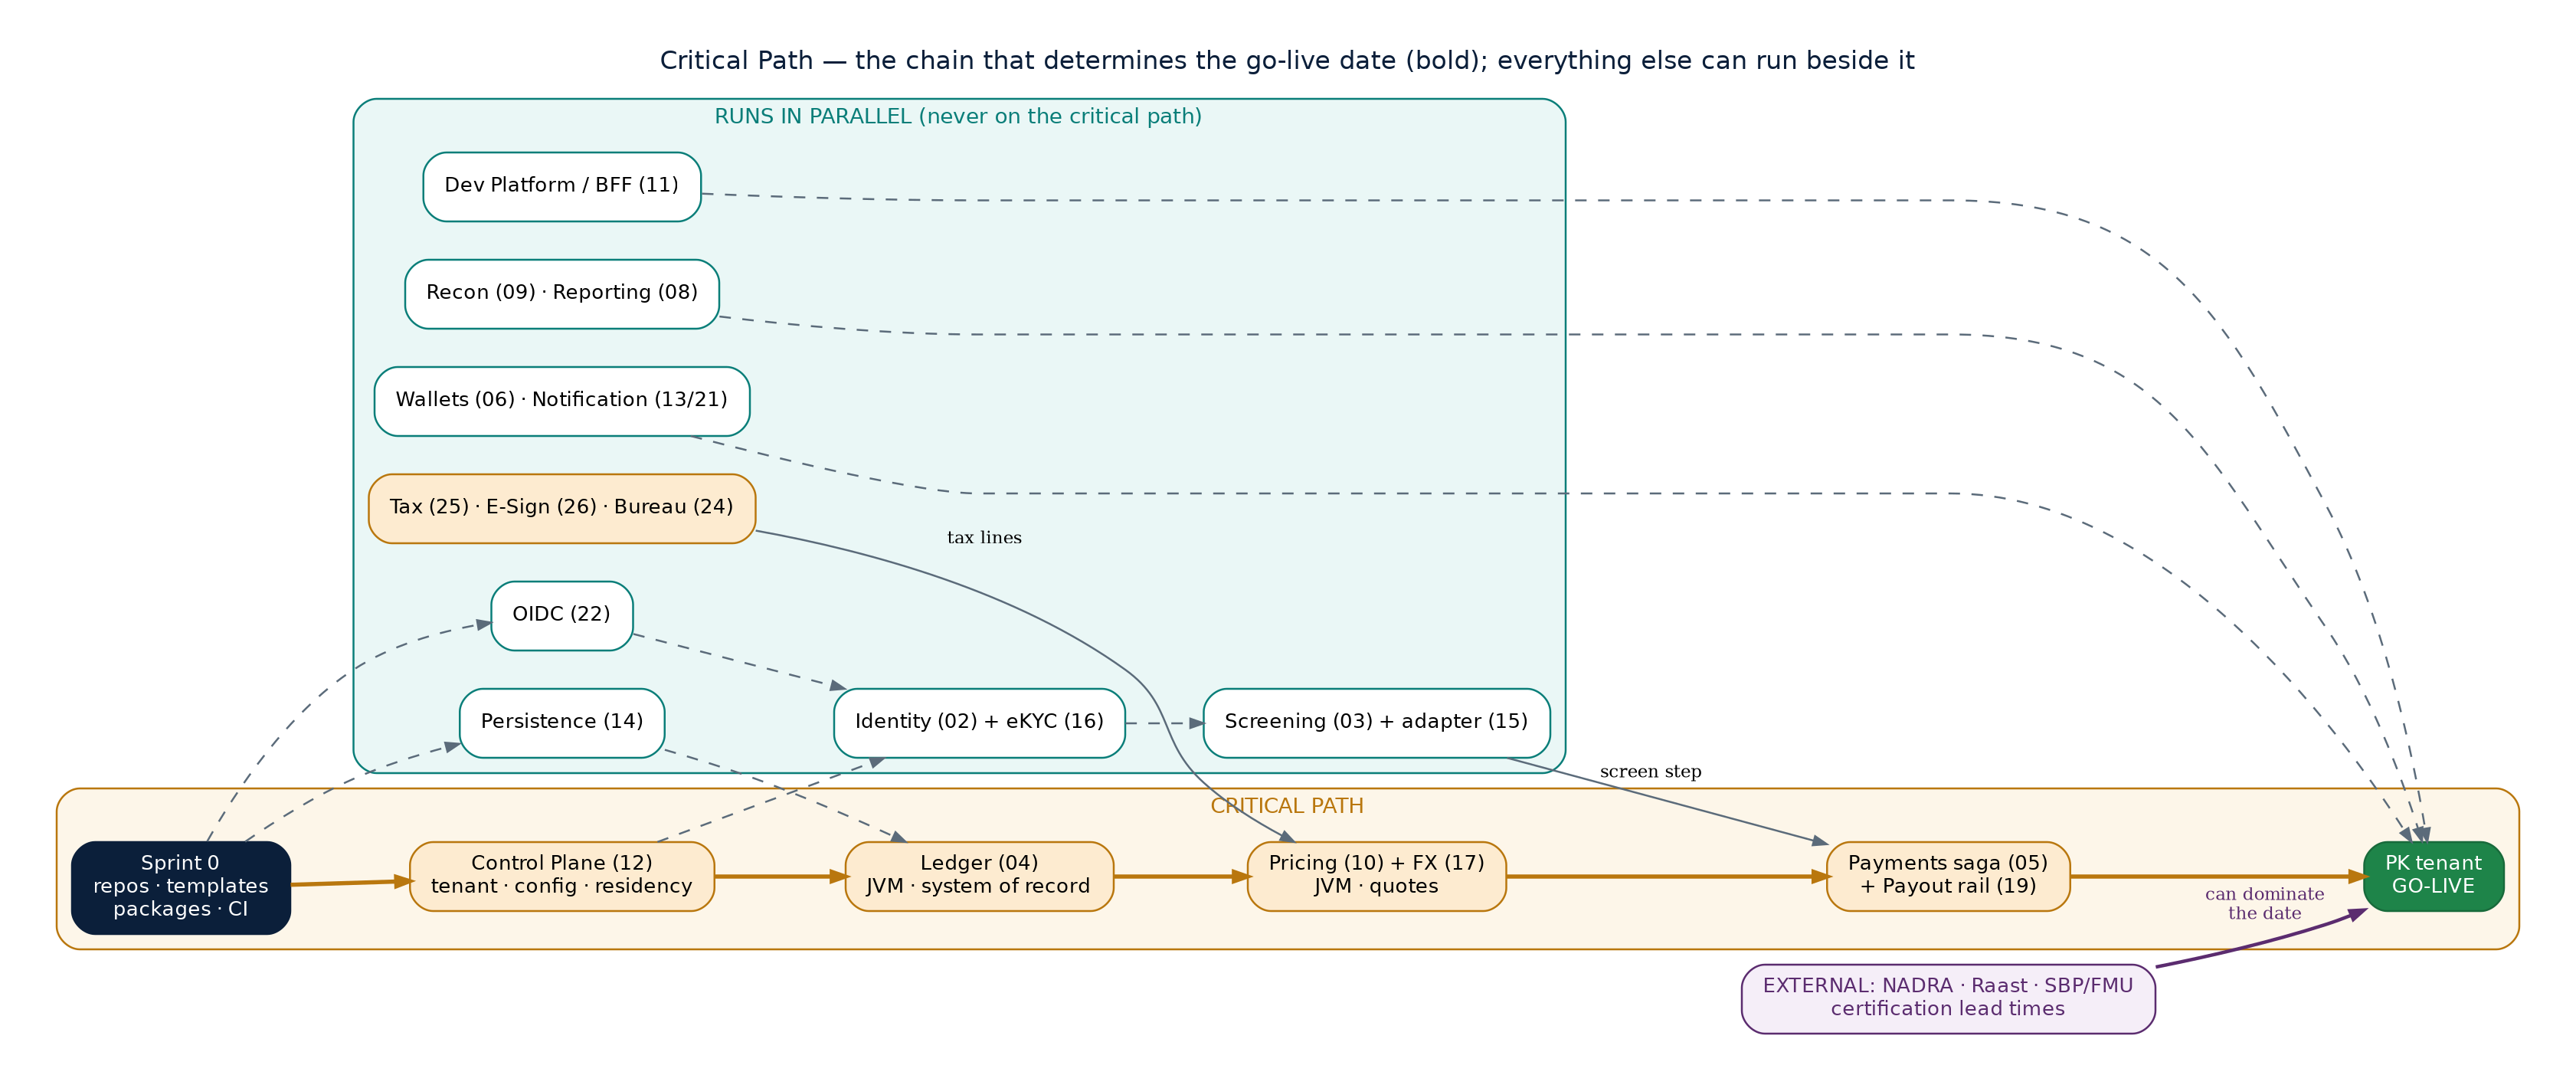 Critical Path — the chain that determines the go-live date (bold); everything else can run beside it
RUNS IN PARALLEL (never on the critical path)
Dev Platform / BFF (11)
Recon (09) · Reporting (08)
Wallets (06) · Notification (13/21)
Tax (25) · E-Sign (26) · Bureau (24)
tax lines
OIDC (22)
Persistence (14)
Identity (02) + eKYC (16)
Screening (03) + adapter (15)
screen step
CRITICAL PATH
Sprint 0
repos · templates
packages · CI
Control Plane (12)
tenant · config · residency
Ledger (04)
JVM · system of record
Pricing (10) + FX (17)
JVM · quotes
Payments saga (05)
+ Payout rail (19)
PK tenant
GO-LIVE
can dominate
the date
EXTERNAL: NADRA · Raast · SBP/FMU
certification lead times